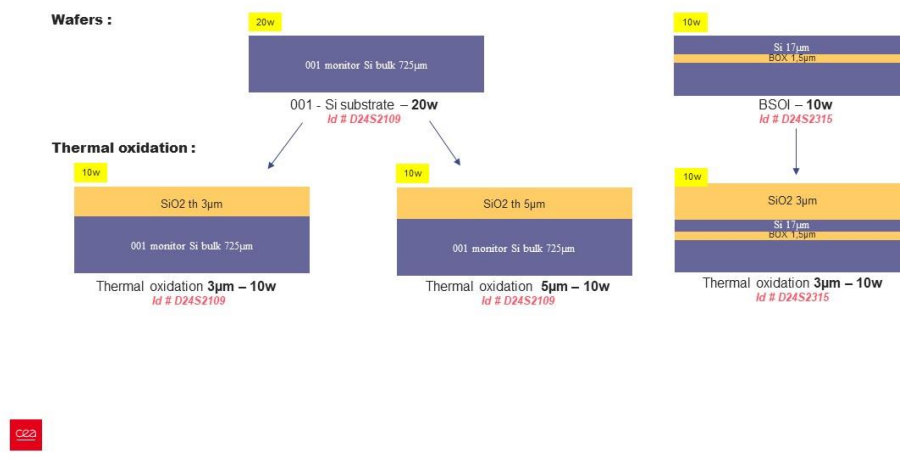 Wafers :
20w
10w
001 monitor Si bulk 725µm
Si 17µm
BOX 1,5µm
001 - Si substrate – 20w
Id # D24S2109
BSOI – 10w
Id # D24S2315
Thermal oxidation :
10w
10w
10w
SiO2 th 3µm
SiO2 th 5µm
SiO2 3µm
001 monitor Si bulk 725µm
001 monitor Si bulk 725µm
Si 17µm
BOX 1,5µm
Thermal oxidation 3µm – 10w
Id # D24S2109
Thermal oxidation 5µm – 10w
Id # D24S2109
Thermal oxidation 3µm – 10w
Id # D24S2315
cea